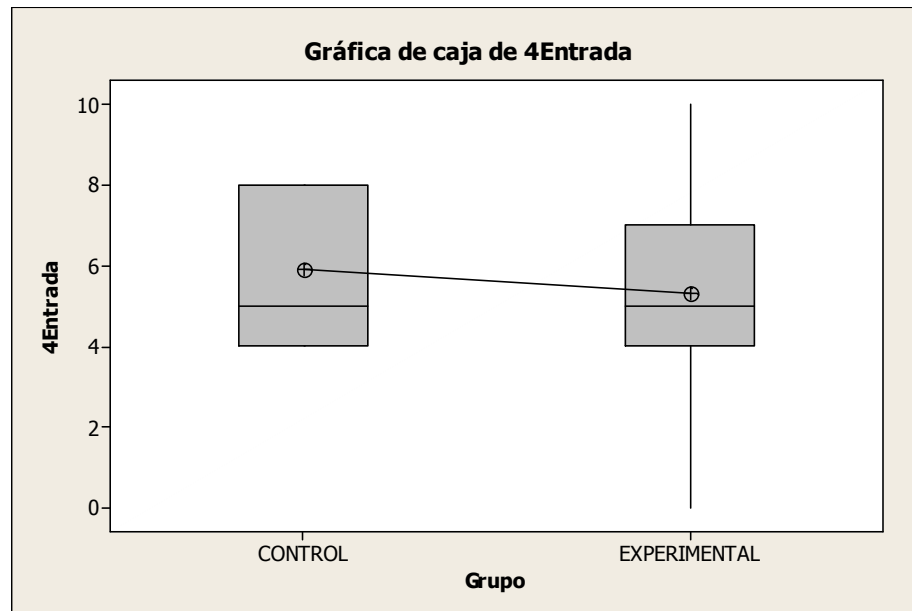 Gráfica de caja de 4Entrada
4Entrada
10
8
6
4
2
0
CONTROL
EXPERIMENTAL
Grupo